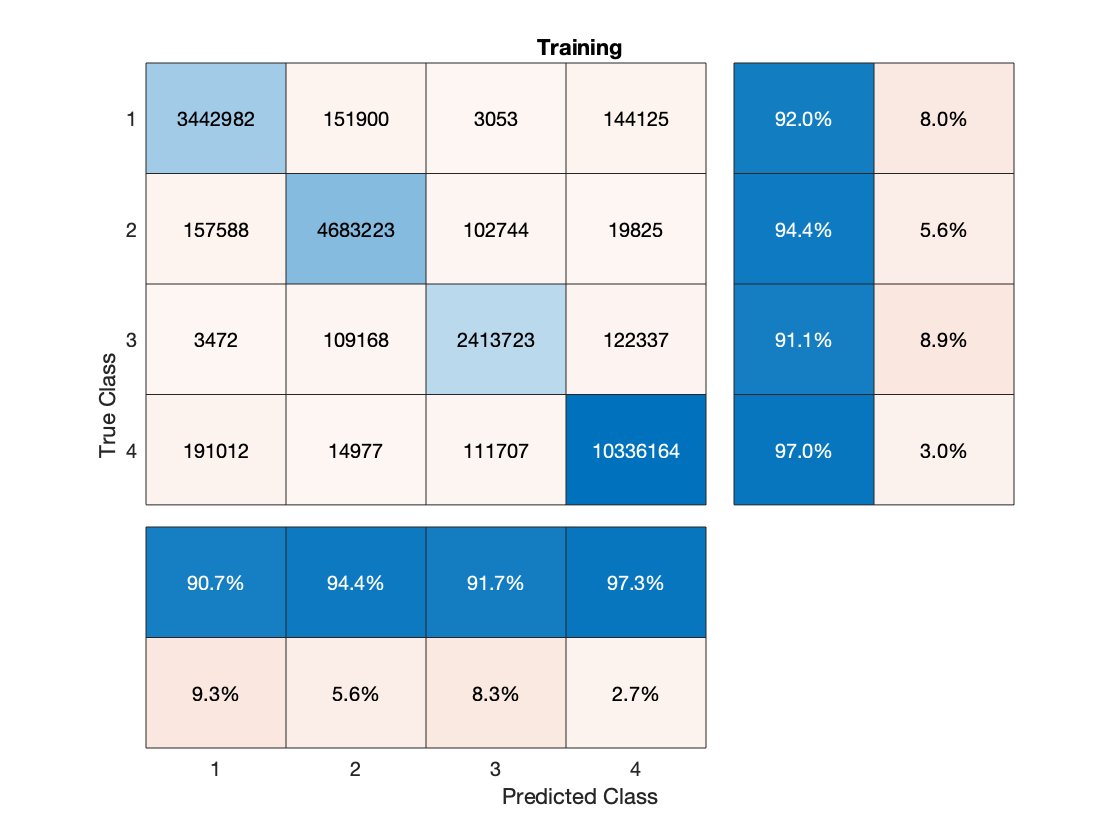 Training
1 3442982 151900 3053 144125 92.0% 8.0%
2 157588 4683223 102744 19825 94.4% 5.6%
3 3472 109168 2413723 122337 91.1% 8.9%
4 191012 14977 111707 10336164 97.0% 3.0%
True Class
90.7% 94.4% 91.7% 97.3%
9.3% 5.6% 8.3% 2.7%
1 2 3 4
Predicted Class